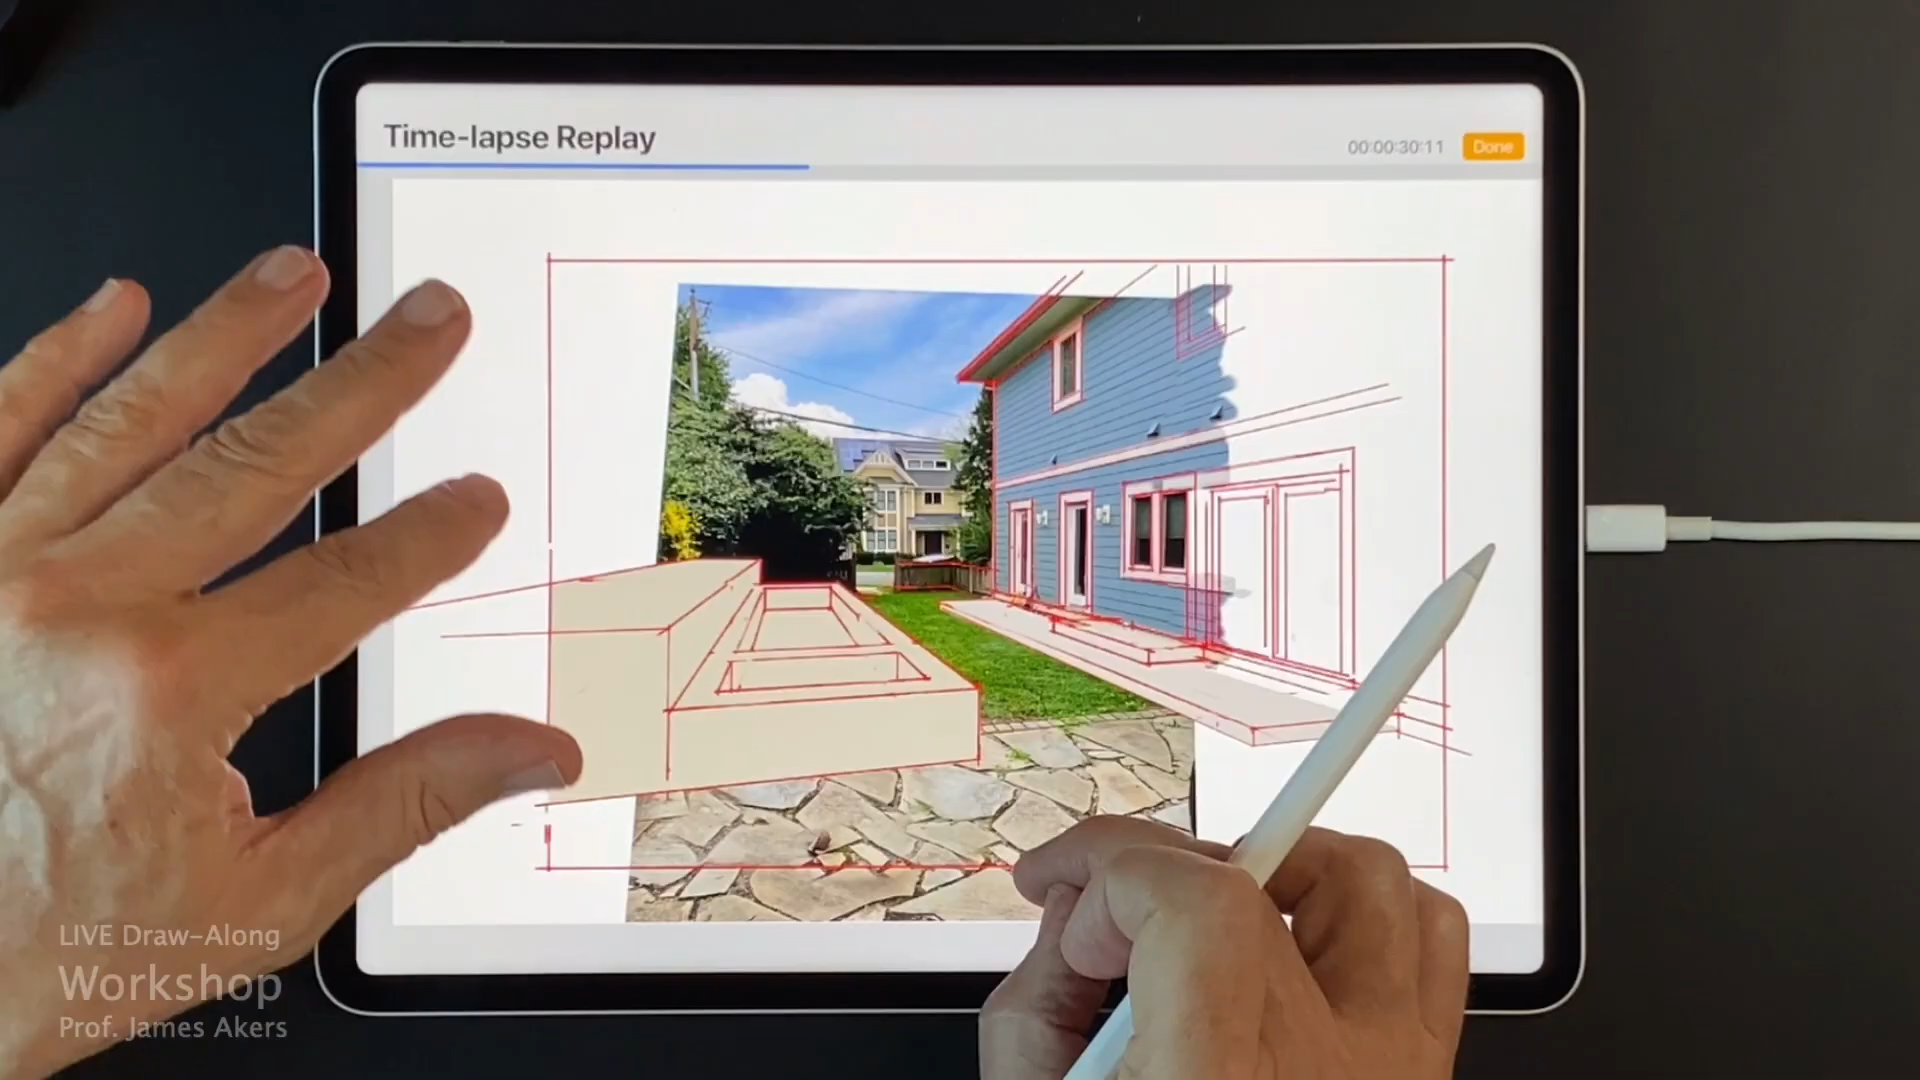 Time-lapse Replay
00:00:30:11
Done
LIVE Draw-Along
Workshop
Prof. James Akers